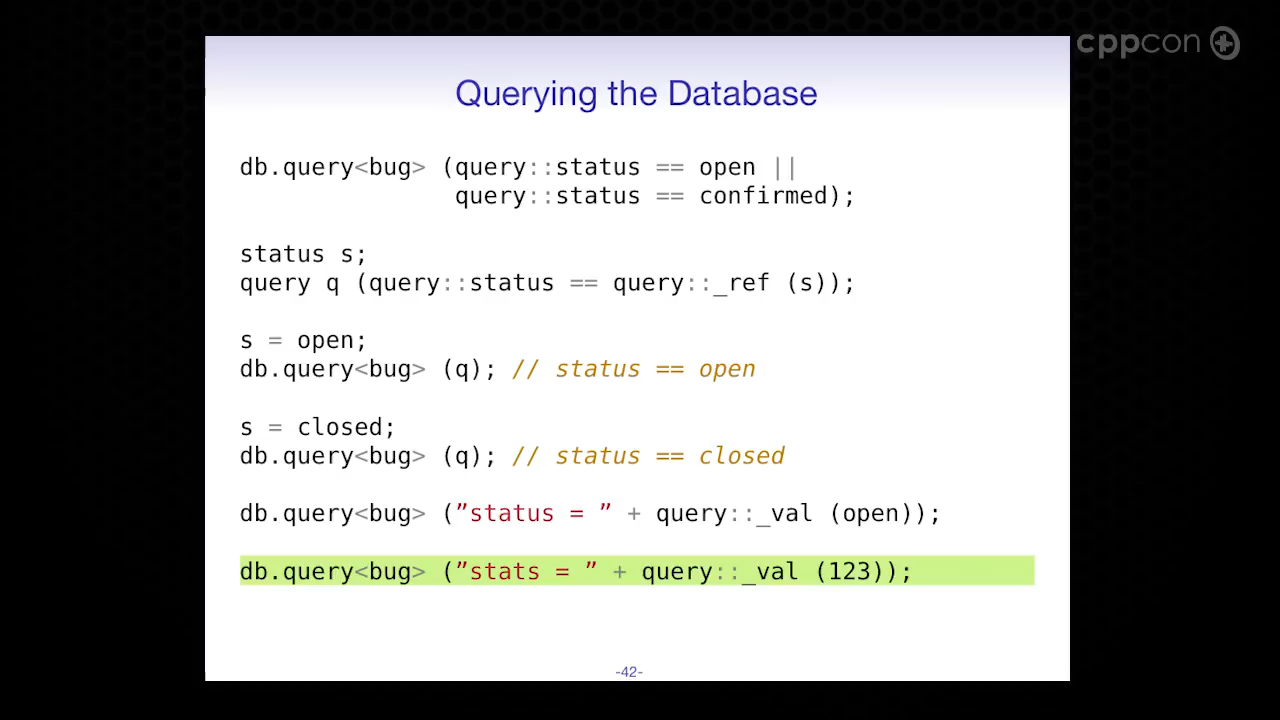 cppcon
Querying the Database
db.query<bug> (query::status == open ||
query::status == confirmed);
status s;
query q (query::status == query::_ref (s));
s = open;
db.query<bug> (q); // status == open
s = closed;
db.query<bug> (q); // status == closed
db.query<bug> (”status = ” + query::_val (open));
db.query<bug> (”stats = ” + query::_val (123));
-42-